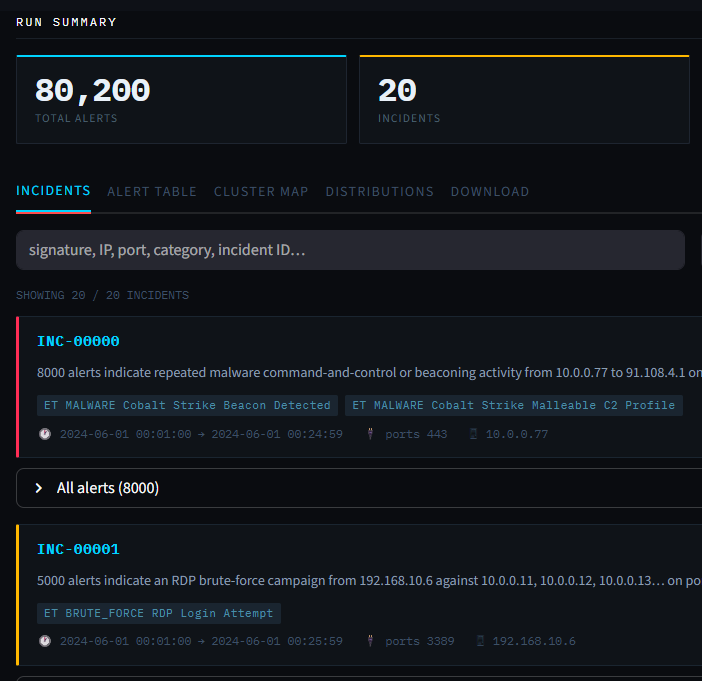 RUN SUMMARY
80,200
TOTAL ALERTS
20
INCIDENTS
INCIDENTS ALERT TABLE CLUSTER MAP DISTRIBUTIONS DOWNLOAD
signature, IP, port, category, incident ID...
SHOWING 20 / 20 INCIDENTS
INC-00000
8000 alerts indicate repeated malware command-and-control or beaconing activity from 10.0.0.77 to 91.108.4.1 on
ET MALWARE Cobalt Strike Beacon Detected ET MALWARE Cobalt Strike Malleable C2 Profile
2024-06-01 00:01:00 → 2024-06-01 00:24:59 ports 443 10.0.0.77
All alerts (8000)
INC-00001
5000 alerts indicate an RDP brute-force campaign from 192.168.10.6 against 10.0.0.11, 10.0.0.12, 10.0.0.13... on po
ET BRUTE_FORCE RDP Login Attempt
2024-06-01 00:01:00 → 2024-06-01 00:25:59 ports 3389 192.168.10.6